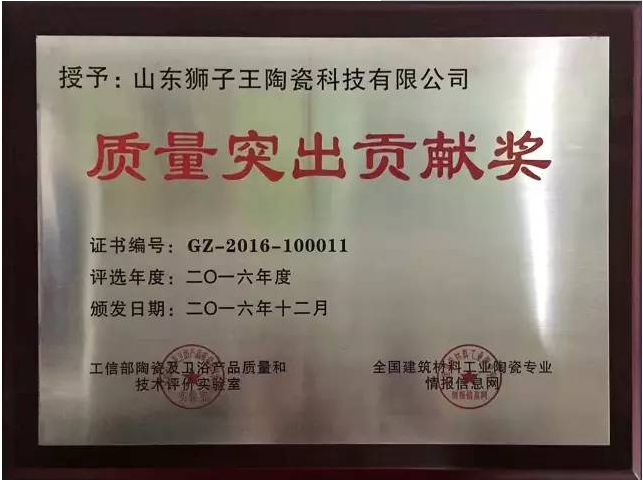 授予：山东狮子王陶瓷科技有限公司
质量突出贡献奖
证书编号：GZ-2016-100011
评选年度：二〇一六年度
颁发日期：二〇一六年十二月
工信部陶瓷及卫浴产品质量和
技术评价实验室
全国建筑材料工业陶瓷专业
情报信息网